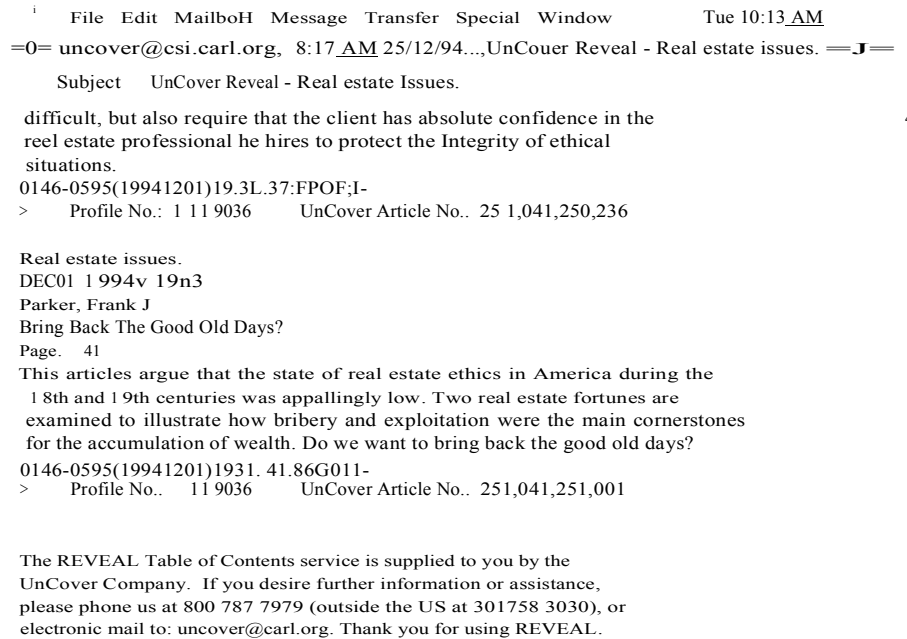 i File Edit MailboH Message Transfer Special Window Tue 10:13 AM
=0= uncover@csi.carl.org, 8:17 AM 25/12/94...,UnCouer Reveal - Real estate issues. ==J==
Subject UnCover Reveal - Real estate Issues.
difficult, but also require that the client has absolute confidence in the
reel estate professional he hires to protect the Integrity of ethical
situations.
0146-0595(19941201)19.3L.37:FPOF;I-
> Profile No.: 1 11 9036 UnCover Article No.. 25 1,041,250,236
Real estate issues.
DEC01 1 994v 19n3
Parker, Frank J
Bring Back The Good Old Days?
Page. 41
This articles argue that the state of real estate ethics in America during the
1 8th and 19th centuries was appallingly low. Two real estate fortunes are
examined to illustrate how bribery and exploitation were the main cornerstones
for the accumulation of wealth. Do we want to bring back the good old days?
0146-0595(19941201)1931. 41.86G011-
> Profile No.. 11 9036 UnCover Article No.. 251,041,251,001
The REVEAL Table of Contents service is supplied to you by the
UnCover Company. If you desire further information or assistance,
please phone us at 800 787 7979 (outside the US at 301758 3030), or
electronic mail to: uncover@carl.org. Thank you for using REVEAL.